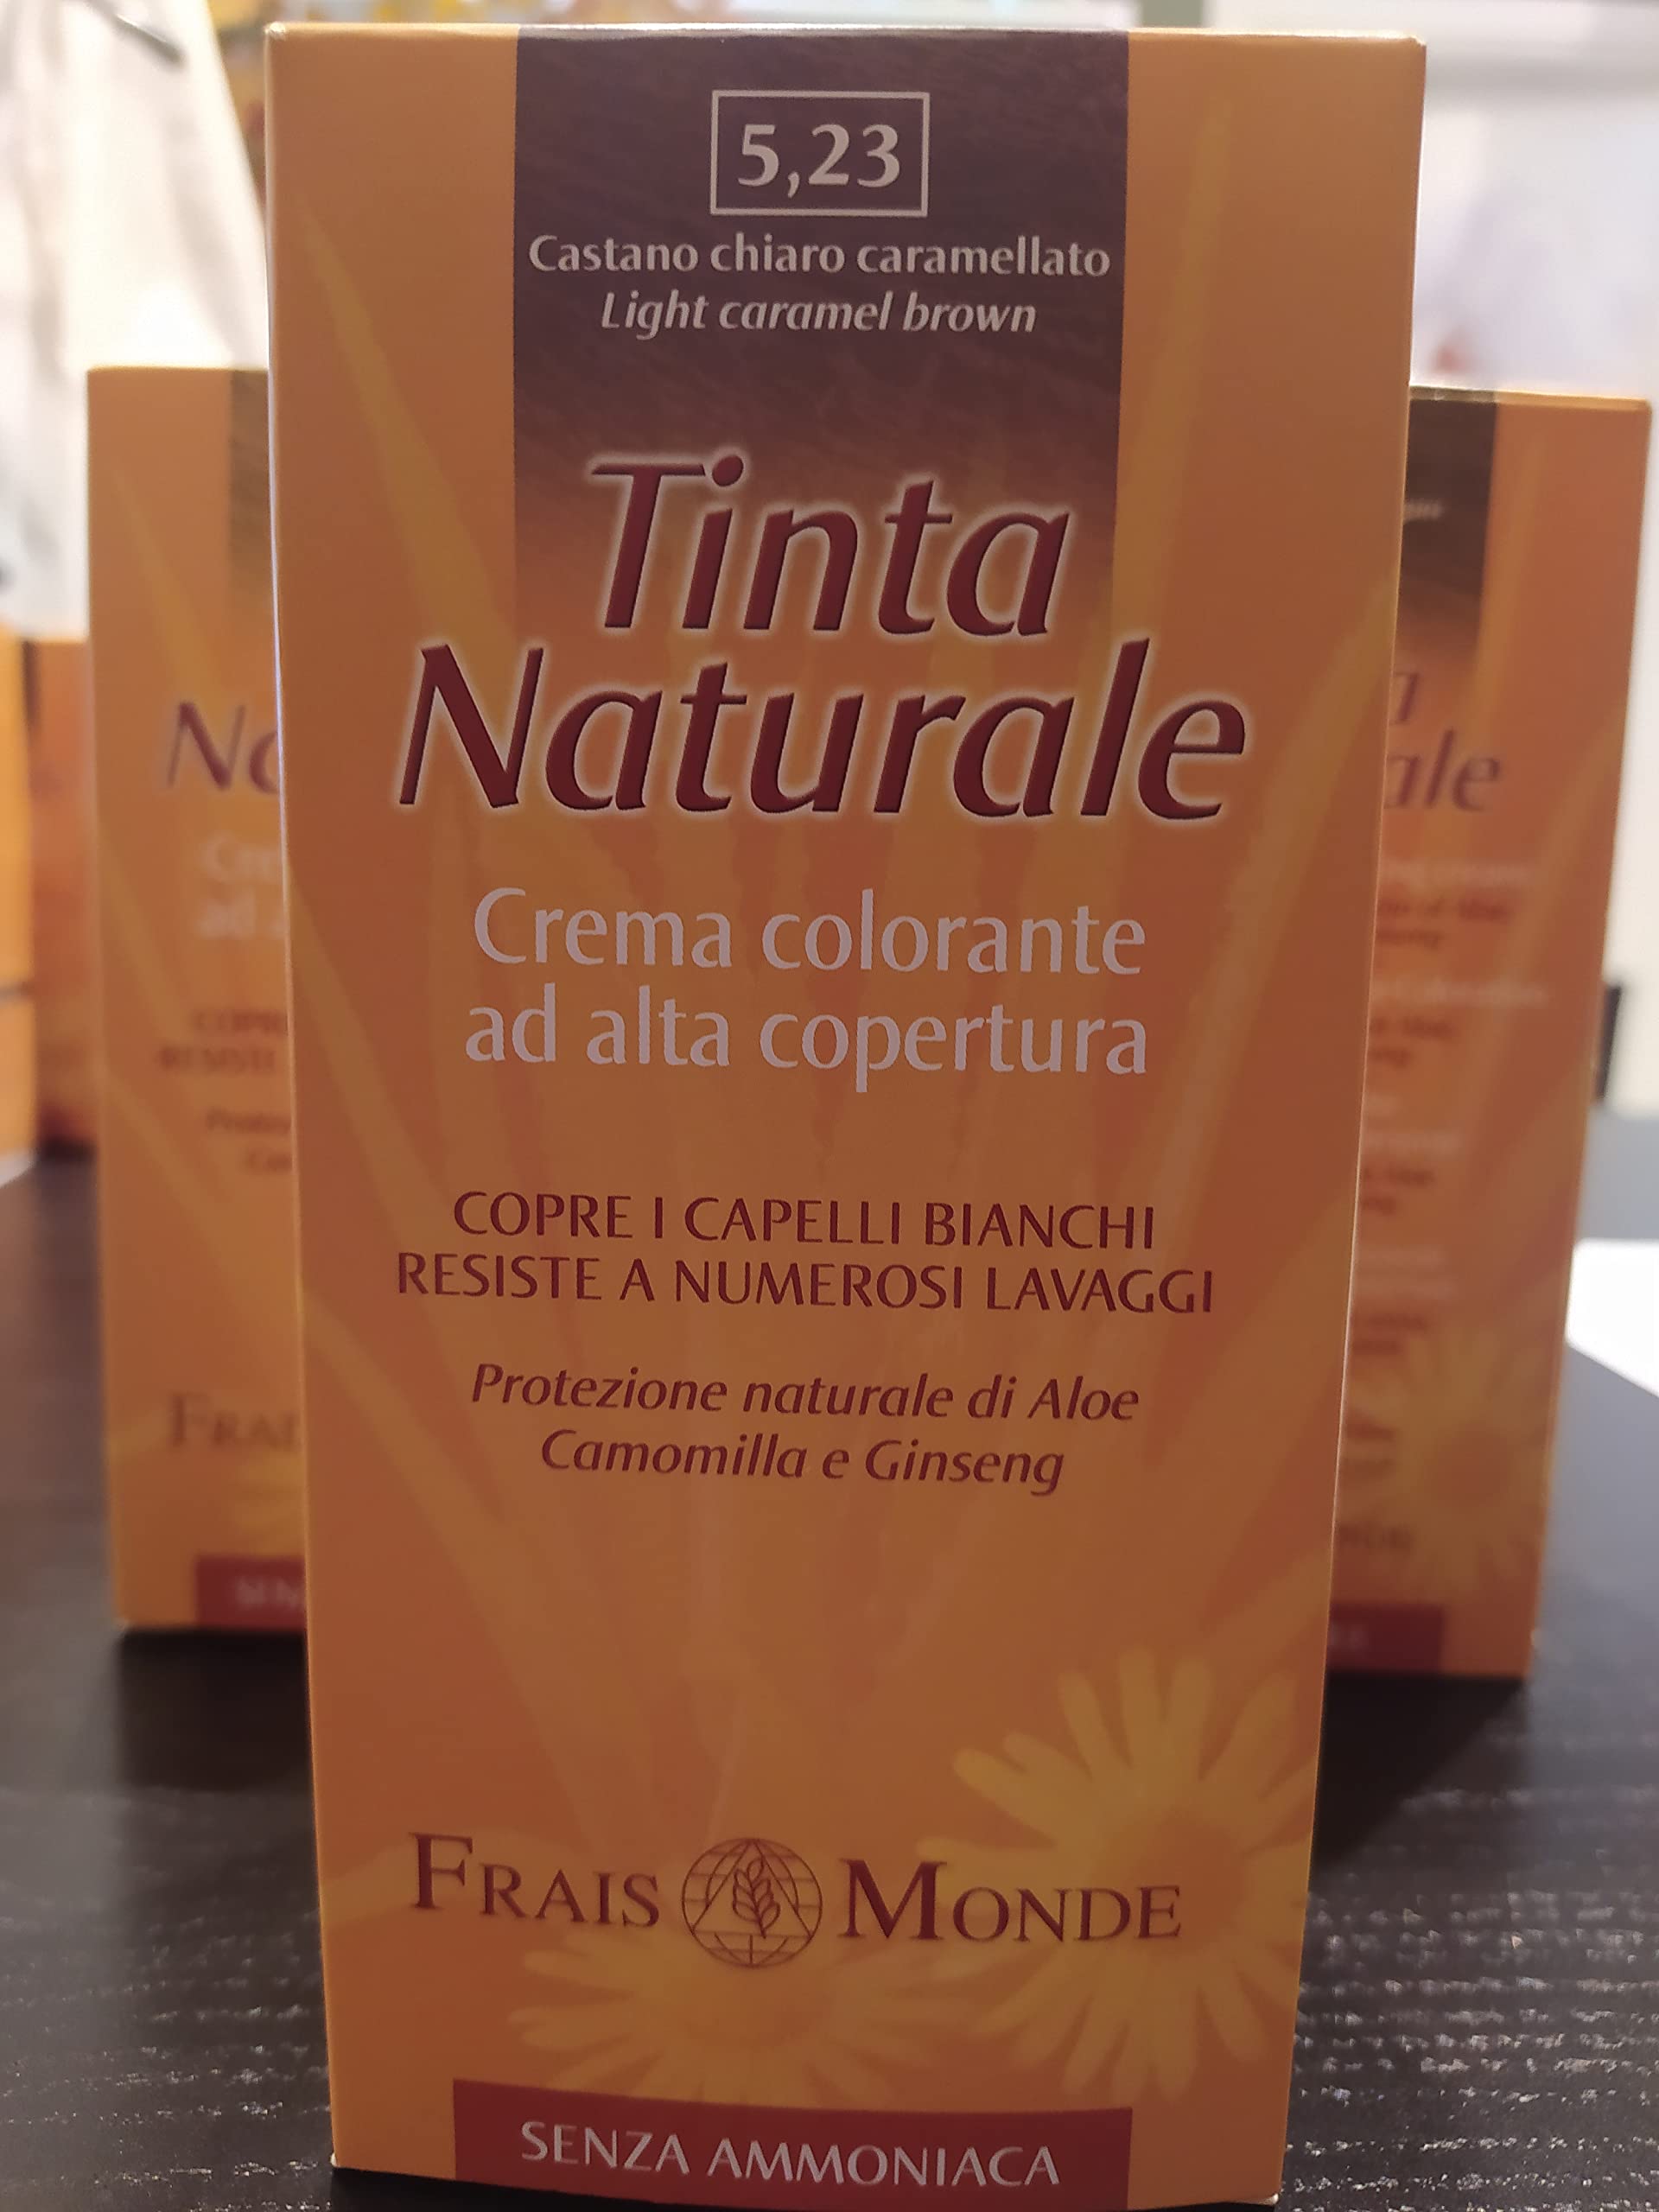 5,23
Castano chiaro caramellato
Light caramel brown
Tinta
Naturale
Crema colorante
ad alta copertura
COPRE I CAPELLI BIANCHI
RESISTE A NUMEROSI LAVAGGI
Protezione naturale di Aloe
Camomilla e Ginseng
FRAIS MONDE
SENZA AMMONIACA